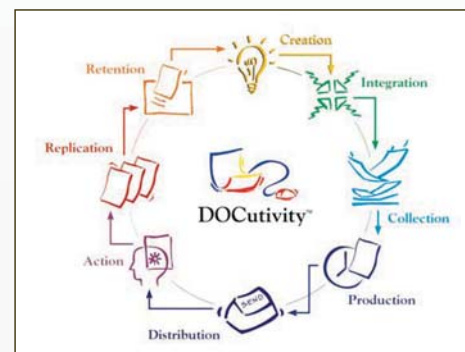 Creation
Retention
Integration
Replication
DOCutivity™
Collection
Action
SEND
Production
Distribution